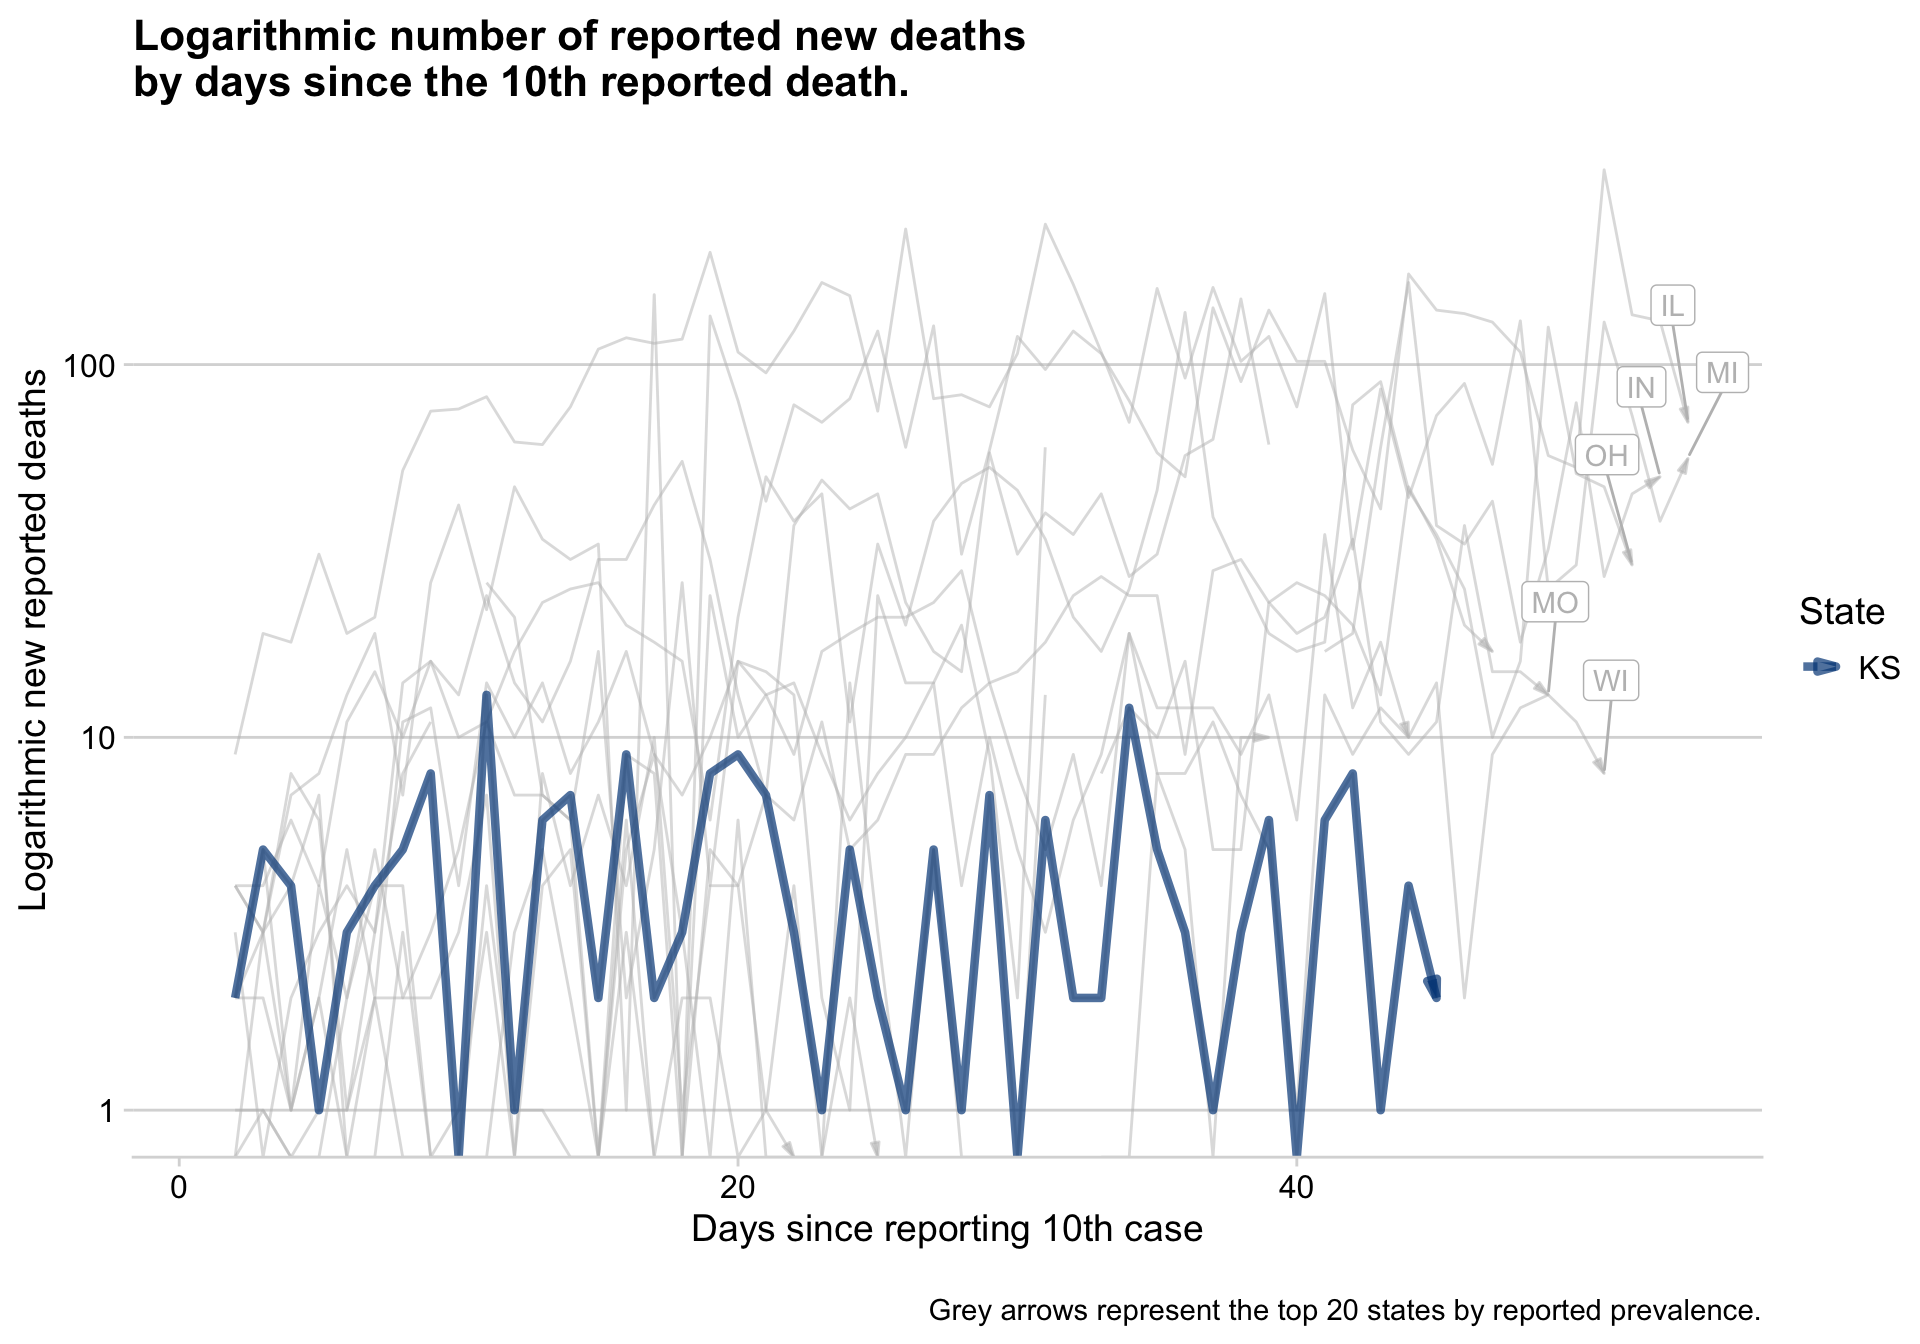 Logarithmic number of reported new deaths
by days since the 10th reported death.
Logarithmic new reported deaths
100
10
1
IL
MI
IN
OH
MO
WI
State
KS
0
20
40
Days since reporting 10th case
Grey arrows represent the top 20 states by reported prevalence.